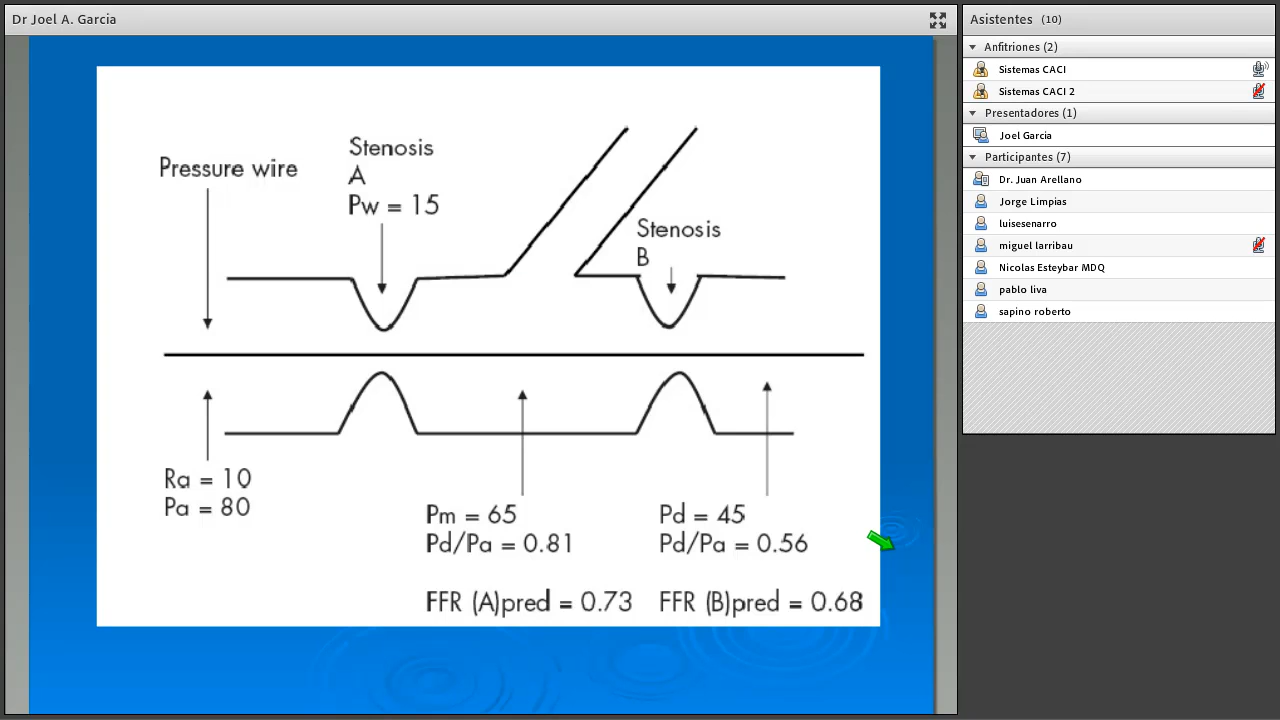 Dr Joel A. Garcia
Pressure wire
Stenosis
A
Pw = 15
Stenosis
B
Ra = 10
Pa = 80
Pm = 65
Pd/Pa = 0.81
FFR (A)pred = 0.73
Pd = 45
Pd/Pa = 0.56
FFR (B)pred = 0.68
Asistentes (10)
Anfitriones (2)
Sistemas CACI
Sistemas CACI 2
Presentadores (1)
Joel Garcia
Participantes (7)
Dr. Juan Arellano
Jorge Limpias
luisesenarro
miguel larribau
Nicolas Esteybar MDQ
pablo liva
sapino roberto